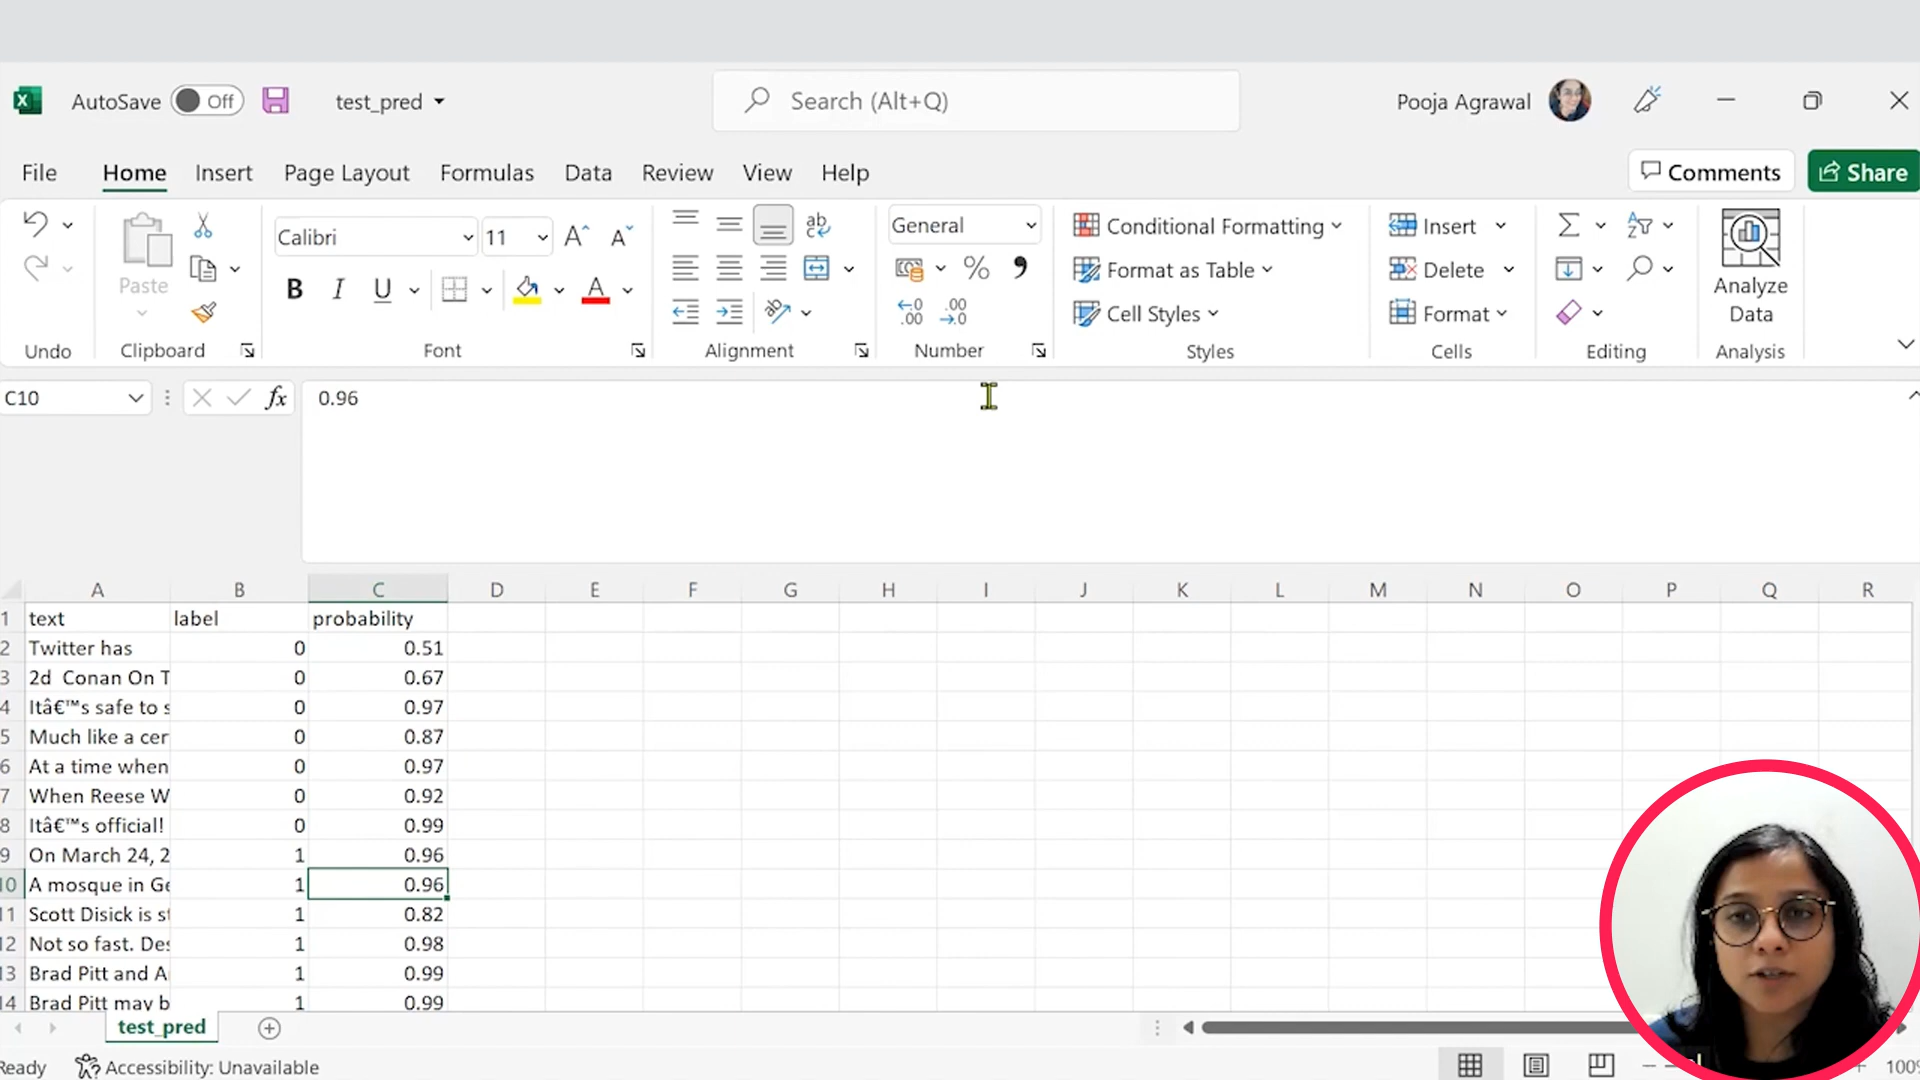 AutoSave Off test_pred Search (Alt+Q) Pooja Agrawal
File Home Insert Page Layout Formulas Data Review View Help Comments Share
Calibri 11 General Conditional Formatting Insert
Paste Format as Table Delete Analyze
B I U Cell Styles Format Data
Undo Clipboard Font Alignment Number Styles Cells Editing Analysis
C10 fx 0.96
A B C D E F G H I J K L M N O P Q R
1 text label probability
2 Twitter has 0 0.51
3 2d Conan On T 0 0.67
4 Itâ€™s safe to s 0 0.97
5 Much like a cer 0 0.87
6 At a time when 0 0.97
7 When Reese W 0 0.92
8 Itâ€™s official! 0 0.99
9 On March 24, 2 1 0.96
10 A mosque in Ge 1 0.96
11 Scott Disick is st 1 0.82
12 Not so fast. Des 1 0.98
13 Brad Pitt and A 1 0.99
14 Brad Pitt may b 1 0.99
test_pred
Ready Accessibility: Unavailable 100%